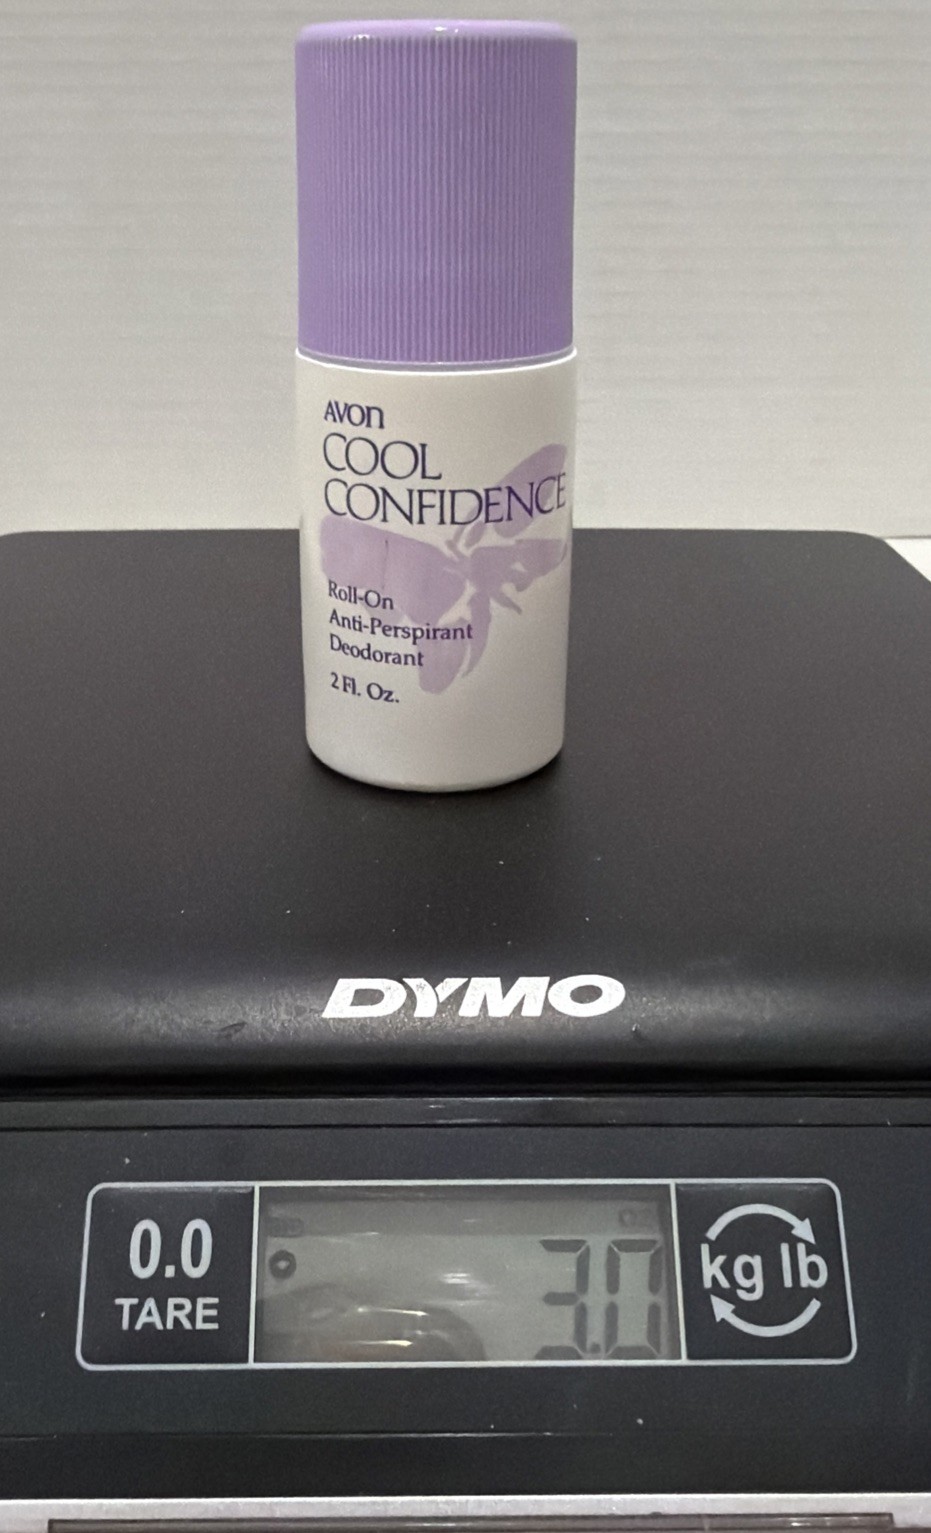 AVON
COOL
CONFIDENCE
Roll-On
Anti-Perspirant
Deodorant
2 Fl. Oz.
DYMO
0.0
TARE
3.0
kg lb